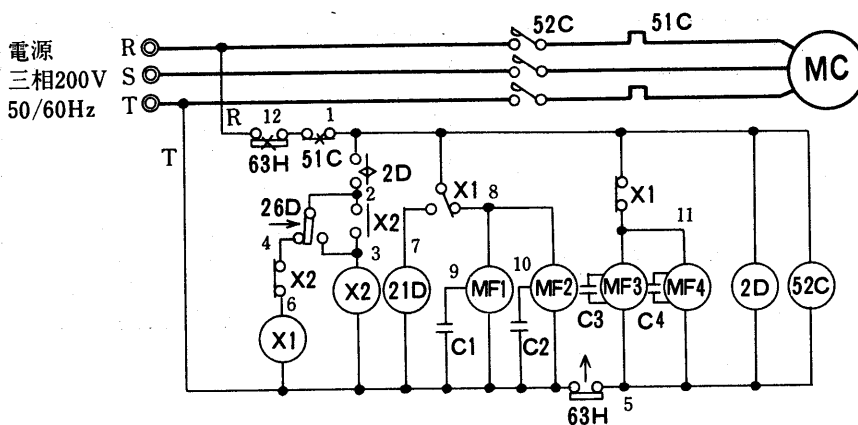 電源
三相200V
50/60Hz
R
S
T
52C
51C
MC
R
T
12
1
63H
51C
2D
2
26D
X2
4
3
X2
6
X1
X2
X1
8
7
21D
9
MF1
10
MF2
C1
C2
X1
11
MF3
MF4
C3
C4
2D
52C
63H
5